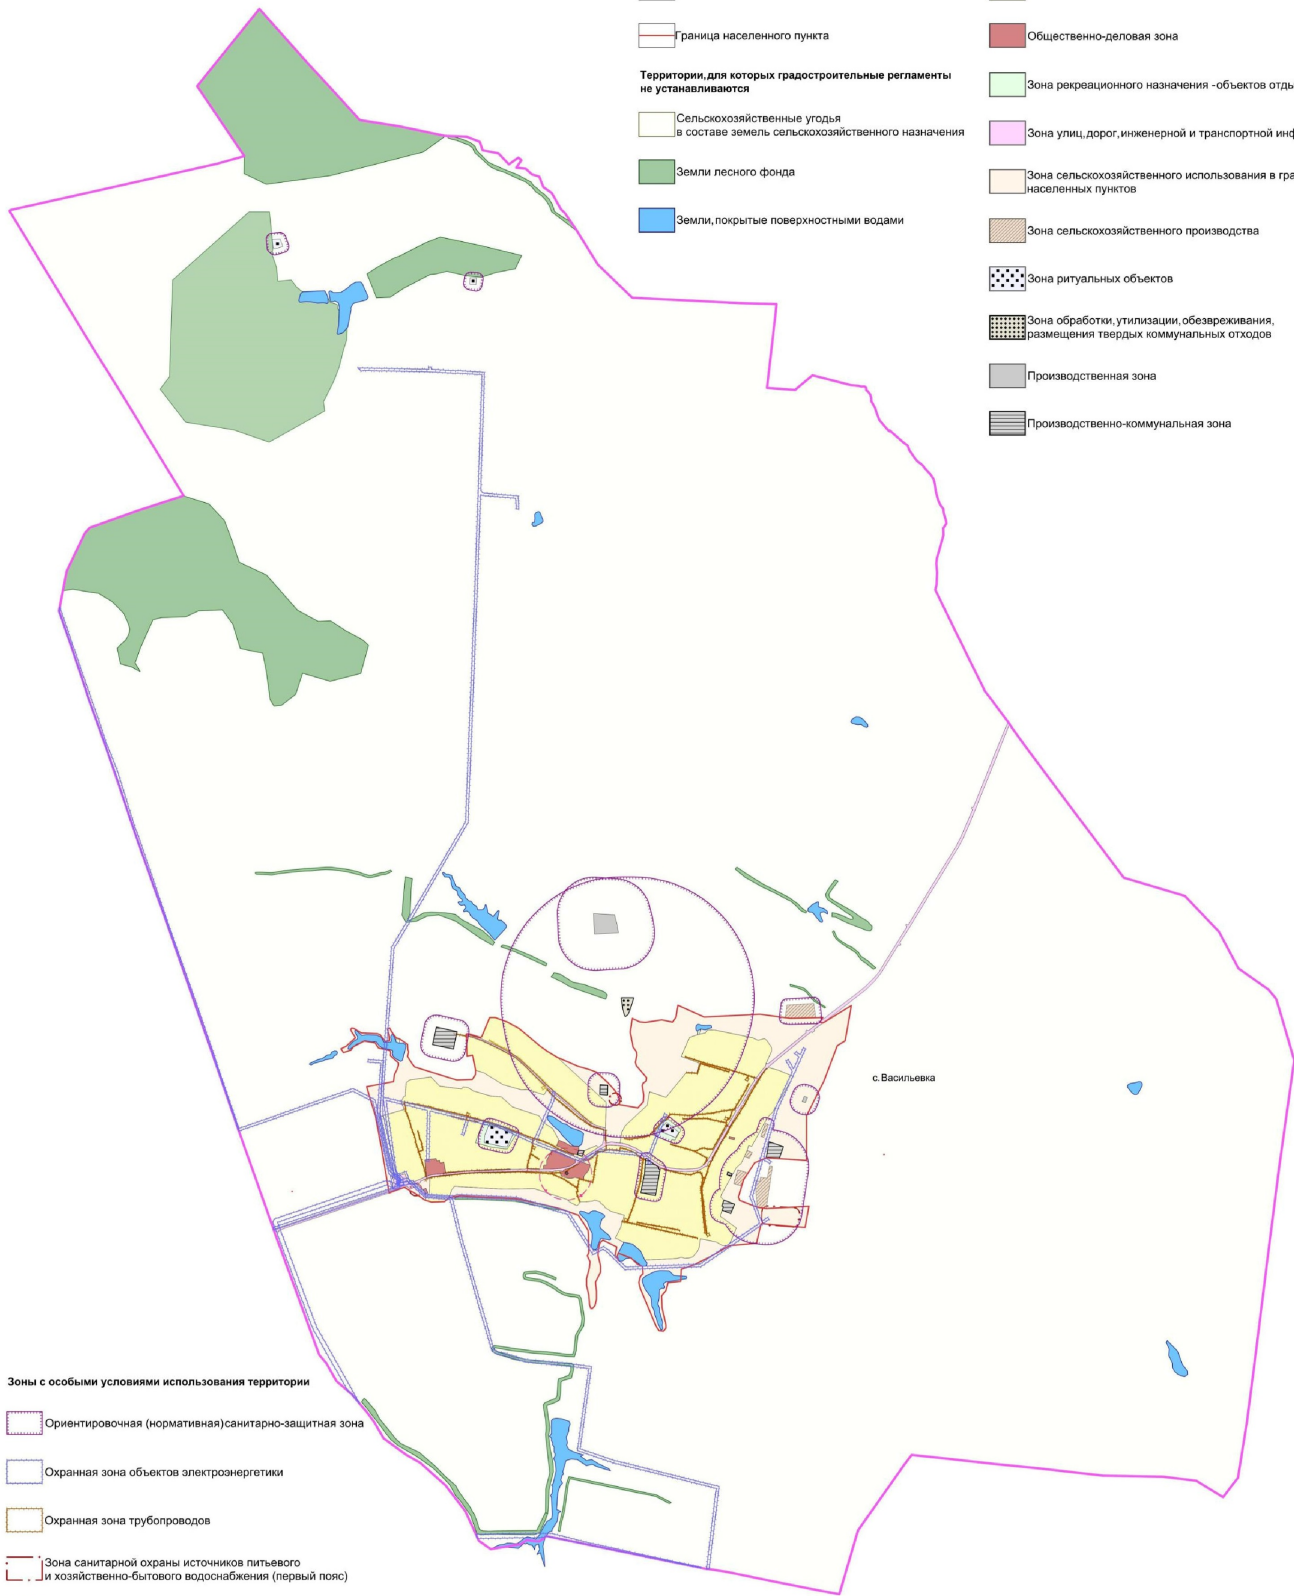 Граница населенного пункта
Территории, для которых градостроительные регламенты
не устанавливаются
Сельскохозяйственные угодья
в составе земель сельскохозяйственного назначения
Земли лесного фонда
Земли, покрытые поверхностными водами
Общественно-деловая зона
Зона рекреационного назначения - объектов отды
Зона улиц, дорог, инженерной и транспортной инф
Зона сельскохозяйственного использования в гра
населенных пунктов
Зона сельскохозяйственного производства
Зона ритуальных объектов
Зона обработки, утилизации, обезвреживания,
размещения твердых коммунальных отходов
Производственная зона
Производственно-коммунальная зона
с. Васильевка
Зоны с особыми условиями использования территории
Ориентировочная (нормативная) санитарно-защитная зона
Охранная зона объектов электроэнергетики
Охранная зона трубопроводов
Зона санитарной охраны источников питьевого
и хозяйственно-бытового водоснабжения (первый пояс)